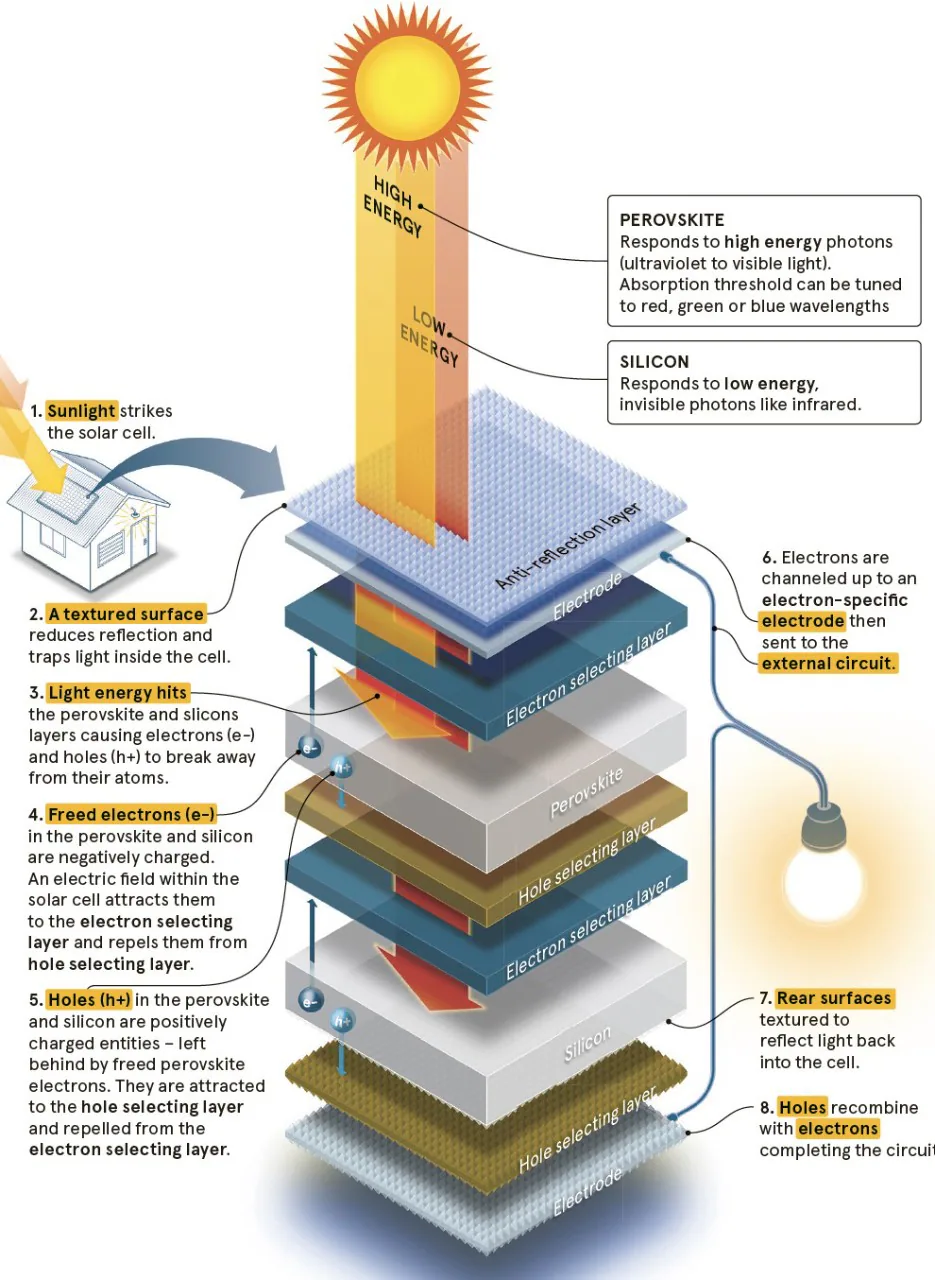 HIGH
ENERGY
LOW
ENERGY
PEROVSKITE
Responds to high energy photons
(ultraviolet to visible light).
Absorption threshold can be tuned
to red, green or blue wavelengths
SILICON
Responds to low energy,
invisible photons like infrared.
1. Sunlight strikes
the solar cell.
2. A textured surface
reduces reflection and
traps light inside the cell.
3. Light energy hits
the perovskite and slicons
layers causing electrons (e-)
and holes (h+) to break away
from their atoms.
4. Freed electrons (e-)
in the perovskite and silicon
are negatively charged.
An electric field within the
solar cell attracts them
to the electron selecting
layer and repels them from
hole selecting layer.
5. Holes (h+) in the perovskite
and silicon are positively
charged entities – left
behind by freed perovskite
electrons. They are attracted
to the hole selecting layer
and repelled from the
electron selecting layer.
Anti-reflection layer
Electrode
Electron selecting layer
e-
h+
Perovskite
Hole selecting layer
Electron selecting layer
e-
h+
Silicon
Hole selecting layer
Electrode
6. Electrons are
channeled up to an
electron-specific
electrode then
sent to the
external circuit.
7. Rear surfaces
textured to
reflect light back
into the cell.
8. Holes recombine
with electrons
completing the circuit